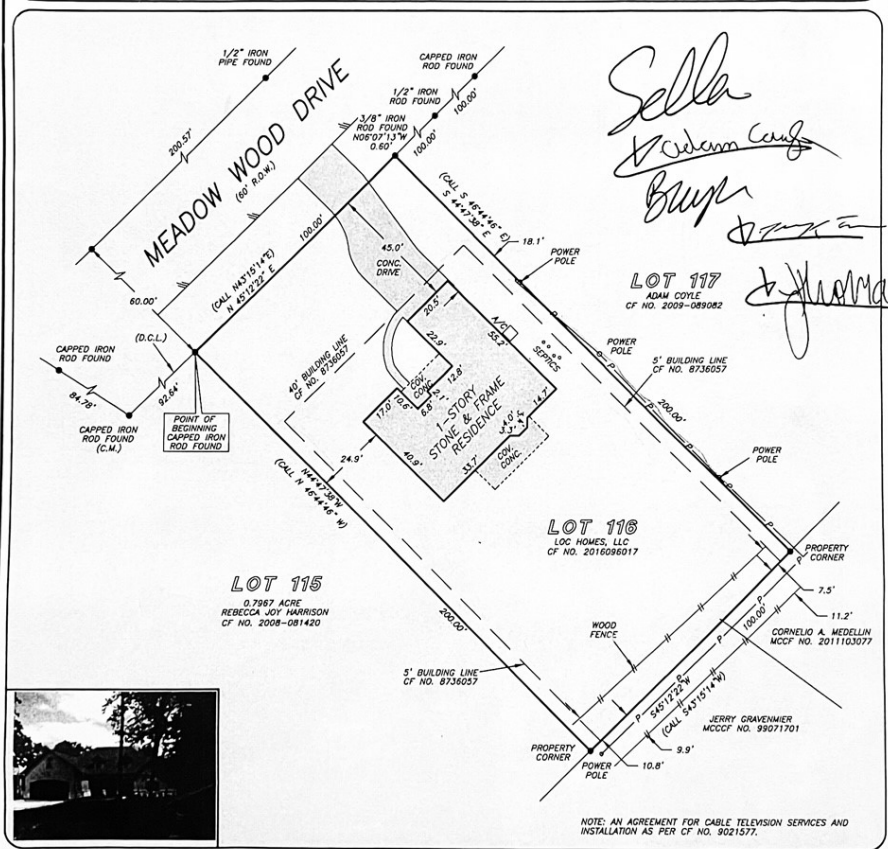 1/2" IRON
PIPE FOUND
CAPPED IRON
ROD FOUND
1/2" IRON
ROD FOUND
3/8" IRON
ROD FOUND
N06°07'13"W
0.60'
100.00'
100.00'
200.57'
MEADOW WOOD DRIVE
(60' R.O.W.)
Sella
(CALL S 46°44'46" E)
S 44°47'38" E
18.1'
POWER
POLE
LOT 117
ADAM COYLE
CF NO. 2009-089082
100.00'
(CALL N43°15'14"E)
N 45°12'22" E
45.0'
CONC.
DRIVE
20.5'
60.00'
(D.C.L.)
CAPPED IRON
ROD FOUND
84.78'
92.64'
CAPPED IRON
ROD FOUND
(C.M.)
POINT OF
BEGINNING
CAPPED IRON
ROD FOUND
40' BUILDING LINE
CF NO. 8736057
22.9'
A/C
55.2'
SEPTICS
POWER
POLE
5' BUILDING LINE
CF NO. 8736057
200.00'
COV.
CONC.
12.8'
2.1'
6.8'
10.6'
17.0'
1-STORY
STONE & FRAME
RESIDENCE
14.7'
4.0'
COV.
CONC.
33.7'
40.9'
24.9'
N44°47'38"W
(CALL N 46°44'46" W)
POWER
POLE
LOT 116
LOC HOMES, LLC
CF NO. 2016096017
PROPERTY
CORNER
7.5'
11.2'
LOT 115
0.7967 ACRE
REBECCA JOY HARRISON
CF NO. 2008-081420
200.00'
WOOD
FENCE
100.00'
CORNELIO A. MEDELLIN
MCCF NO. 2011103077
5' BUILDING LINE
CF NO. 8736057
S45°12'22"W
(CALL S43°15'14"W)
JERRY GRAVENMIER
MCCCF NO. 99071701
PROPERTY
CORNER
POWER
POLE
10.8'
9.9'
NOTE: AN AGREEMENT FOR CABLE TELEVISION SERVICES AND
INSTALLATION AS PER CF NO. 9021577.